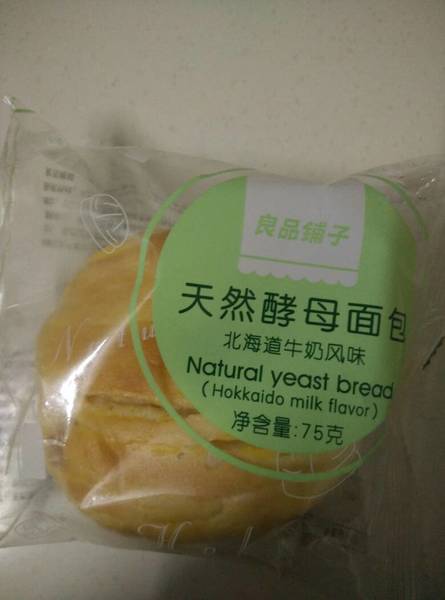 良品铺子
天然酵母面包
北海道牛奶风味
Natural yeast bread
(Hokkaido milk flavor)
净含量:75克